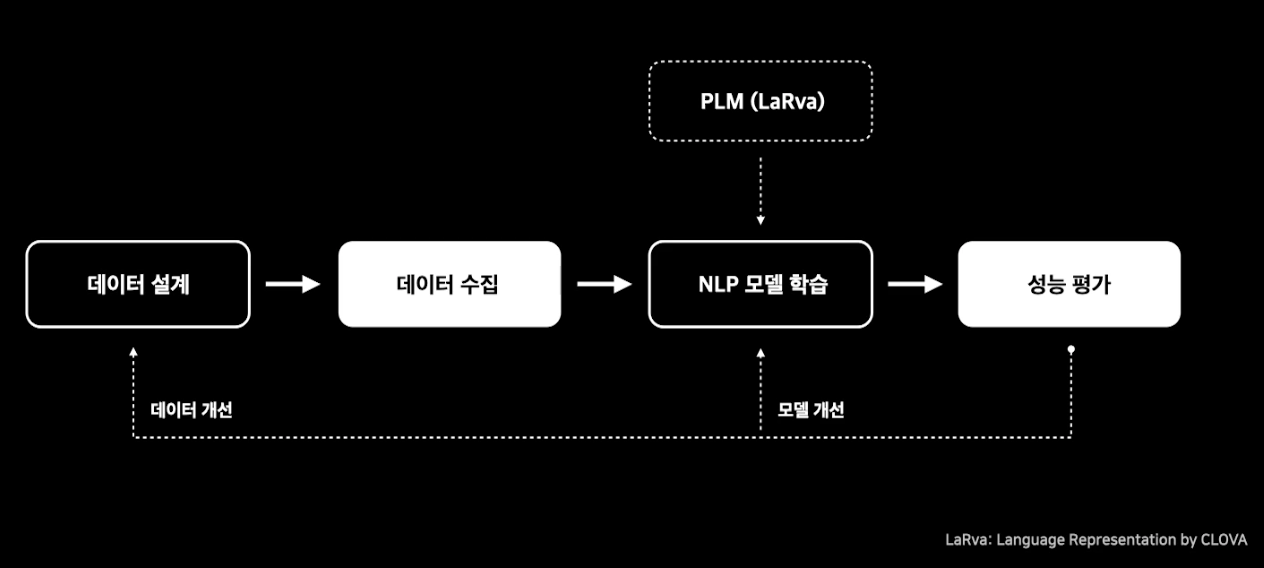 PLM (LaRva)
데이터 설계
데이터 수집
NLP 모델 학습
성능 평가
데이터 개선
모델 개선
LaRva: Language Representation by CLOVA